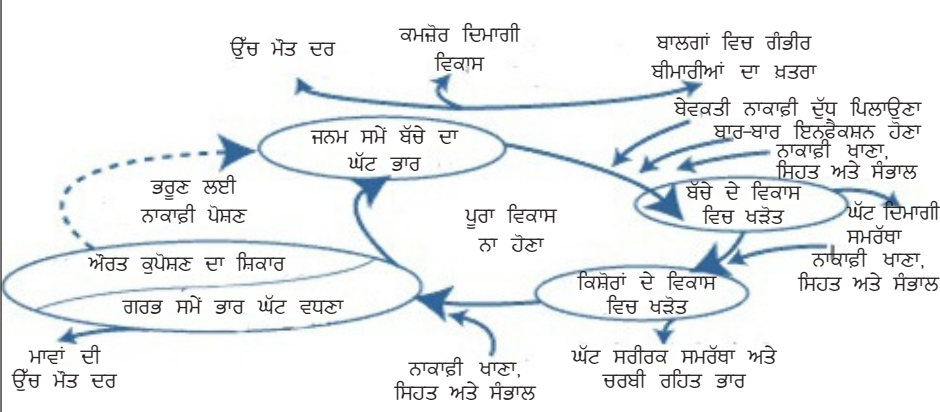 ਉੱਚ ਮੌਤ ਦਰ
ਕਮਜ਼ੋਰ ਦਿਮਾਗੀ
ਵਿਕਾਸ
ਬਾਲਗਾਂ ਵਿਚ ਗੰਭੀਰ
ਬੀਮਾਰੀਆਂ ਦਾ ਖ਼ਤਰਾ
ਬੇਵਕਤੀ ਨਾਕਾਫ਼ੀ ਦੁੱਧ ਪਿਲਾਉਣਾ
ਬਾਰ-ਬਾਰ ਇਨਫ਼ੈਕਸ਼ਨ ਹੋਣਾ
ਨਾਕਾਫ਼ੀ ਖਾਣਾ,
ਸਿਹਤ ਅਤੇ ਸੰਭਾਲ
ਜਨਮ ਸਮੇਂ ਬੱਚੇ ਦਾ
ਘੱਟ ਭਾਰ
ਭਰੂਣ ਲਈ
ਨਾਕਾਫ਼ੀ ਪੋਸ਼ਣ
ਪੂਰਾ ਵਿਕਾਸ
ਨਾ ਹੋਣਾ
ਬੱਚੇ ਦੇ ਵਿਕਾਸ
ਵਿਚ ਖੜੋਤ
ਘੱਟ ਦਿਮਾਗੀ
ਸਮਰੱਥਾ
ਨਾਕਾਫ਼ੀ ਖਾਣਾ,
ਸਿਹਤ ਅਤੇ ਸੰਭਾਲ
ਔਰਤ ਕੁਪੋਸ਼ਣ ਦਾ ਸ਼ਿਕਾਰ
ਗਰਭ ਸਮੇਂ ਭਾਰ ਘੱਟ ਵਧਣਾ
ਕਿਸ਼ੋਰਾਂ ਦੇ ਵਿਕਾਸ
ਵਿਚ ਖੜੋਤ
ਮਾਵਾਂ ਦੀ
ਉੱਚ ਮੌਤ ਦਰ
ਨਾਕਾਫ਼ੀ ਖਾਣਾ,
ਸਿਹਤ ਅਤੇ ਸੰਭਾਲ
ਘੱਟ ਸਰੀਰਕ ਸਮਰੱਥਾ ਅਤੇ
ਚਰਬੀ ਰਹਿਤ ਭਾਰ